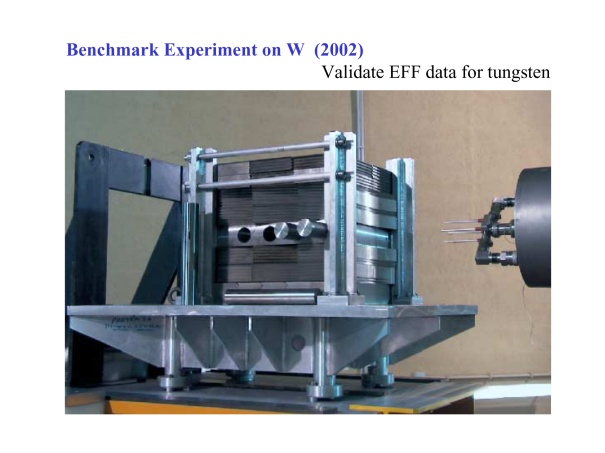 Benchmark Experiment on W (2002)
Validate EFF data for tungsten